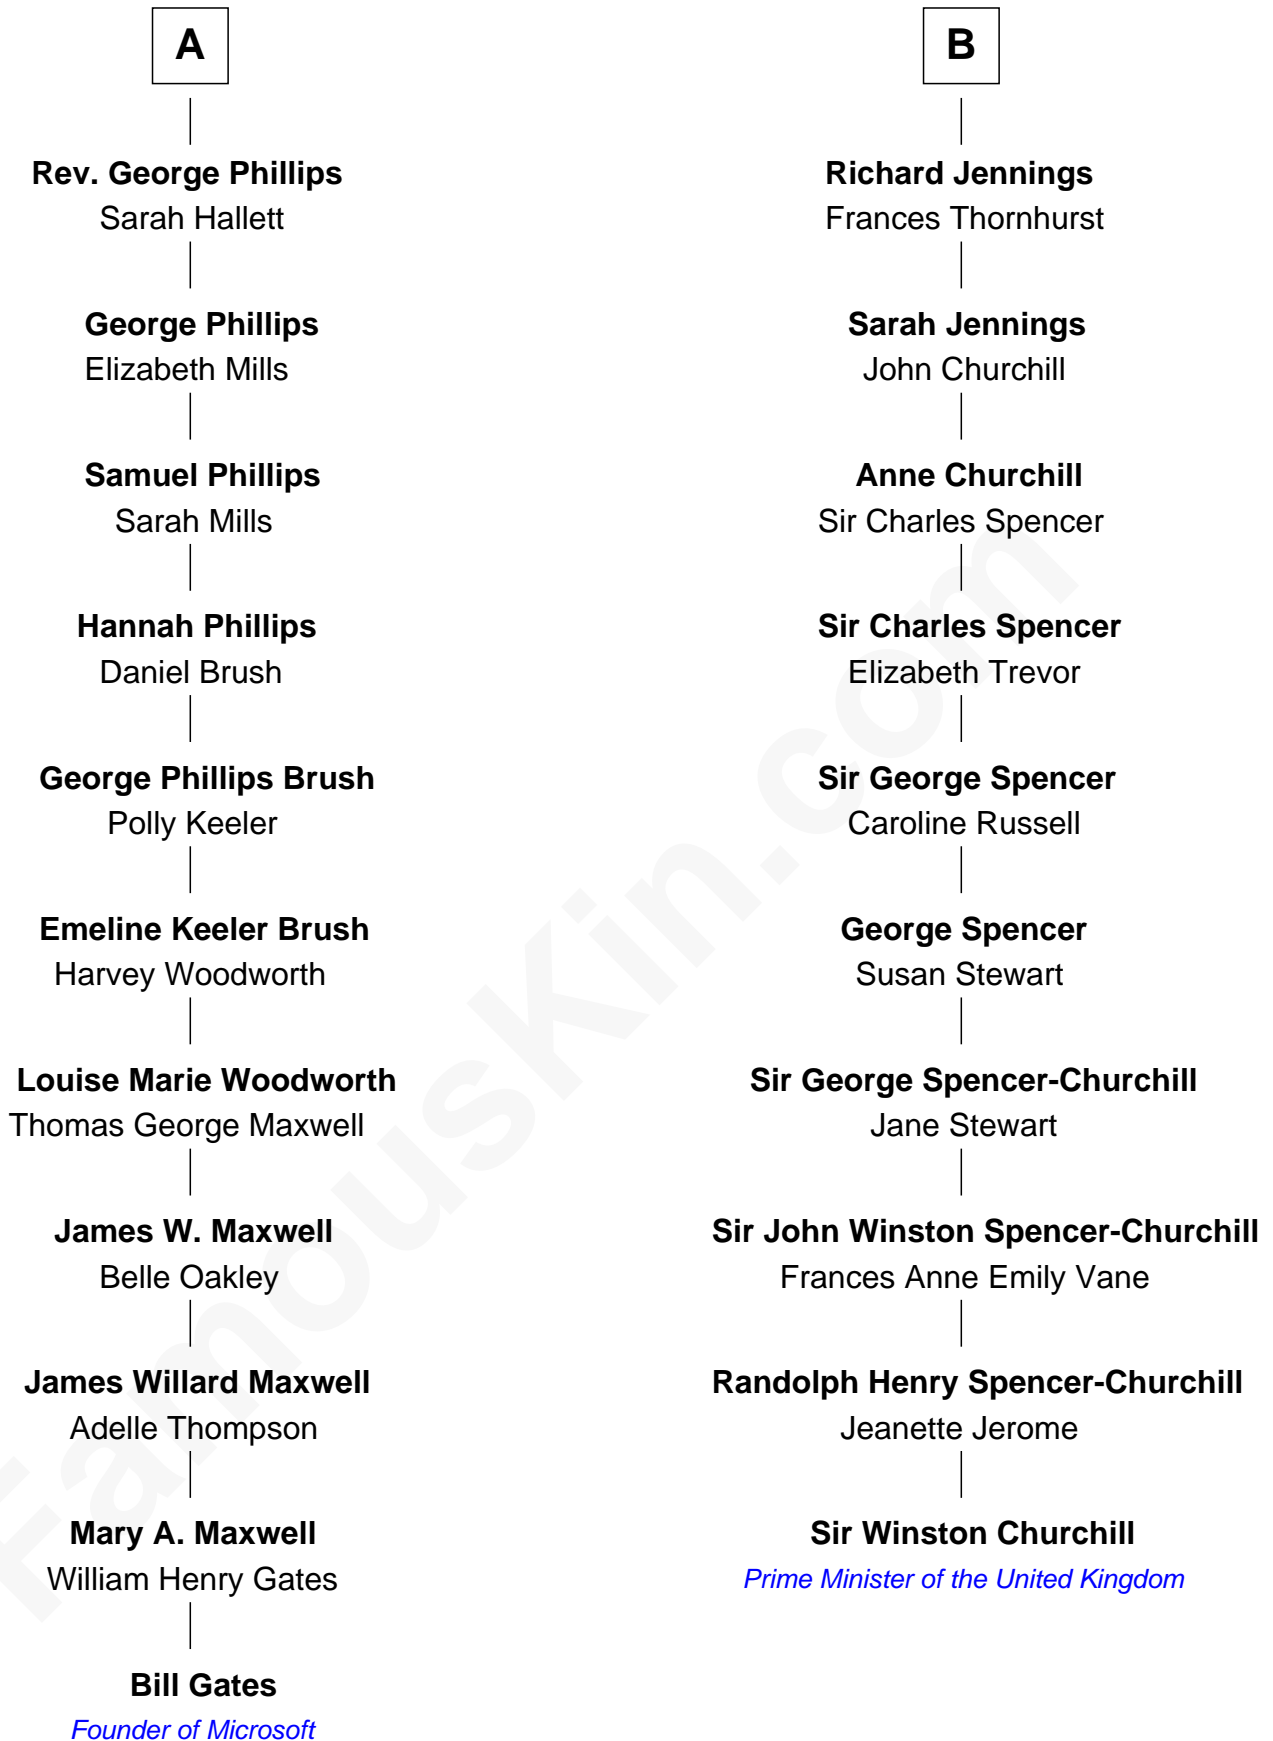 A
Rev. George Phillips
Sarah Hallett
George Phillips
Elizabeth Mills
Samuel Phillips
Sarah Mills
Hannah Phillips
Daniel Brush
George Phillips Brush
Polly Keeler
Emeline Keeler Brush
Harvey Woodworth
Louise Marie Woodworth
Thomas George Maxwell
James W. Maxwell
Belle Oakley
James Willard Maxwell
Adelle Thompson
Mary A. Maxwell
William Henry Gates
Bill Gates
Founder of Microsoft
B
Richard Jennings
Frances Thornhurst
Sarah Jennings
John Churchill
Anne Churchill
Sir Charles Spencer
Sir Charles Spencer
Elizabeth Trevor
Sir George Spencer
Caroline Russell
George Spencer
Susan Stewart
Sir George Spencer-Churchill
Jane Stewart
Sir John Winston Spencer-Churchill
Frances Anne Emily Vane
Randolph Henry Spencer-Churchill
Jeanette Jerome
Sir Winston Churchill
Prime Minister of the United Kingdom
FamousKin.com